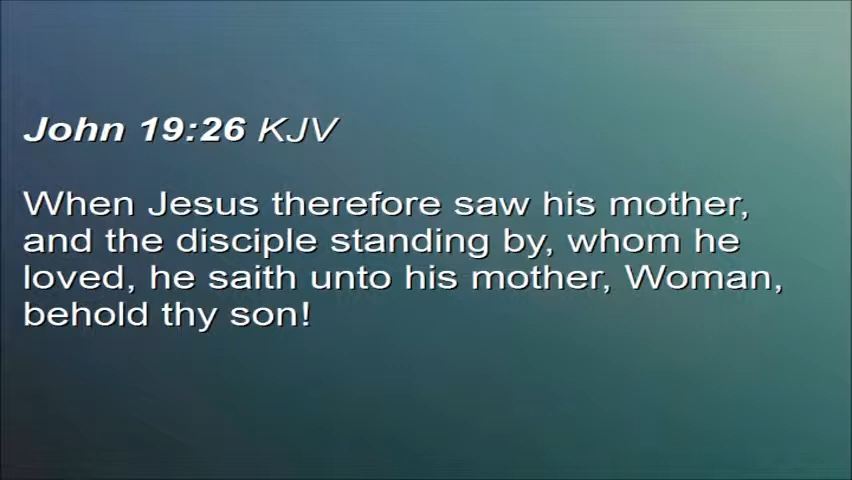 John 19:26 KJV
When Jesus therefore saw his mother,
and the disciple standing by, whom he
loved, he saith unto his mother, Woman,
behold thy son!